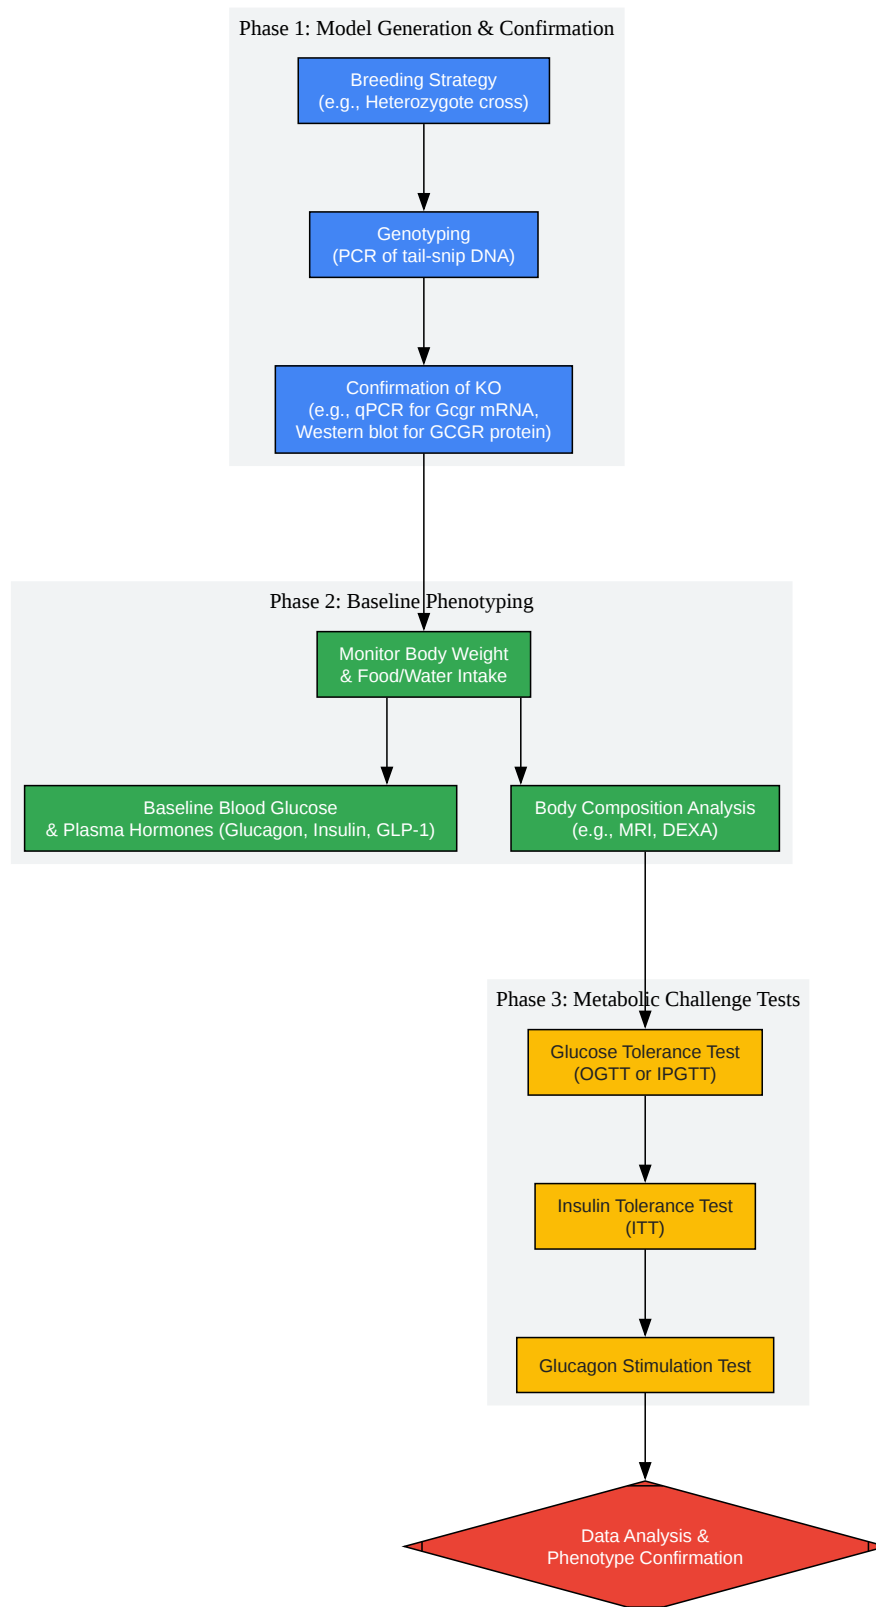 Phase 1: Model Generation & Confirmation
Breeding Strategy
(e.g., Heterozygote cross)
Genotyping
(PCR of tail-snip DNA)
Confirmation of KO
(e.g., qPCR for Gcgr mRNA,
Western blot for GCGR protein)
Phase 2: Baseline Phenotyping
Monitor Body Weight
& Food/Water Intake
Baseline Blood Glucose
& Plasma Hormones (Glucagon, Insulin, GLP-1)
Body Composition Analysis
(e.g., MRI, DEXA)
Phase 3: Metabolic Challenge Tests
Glucose Tolerance Test
(OGTT or IPGTT)
Insulin Tolerance Test
(ITT)
Glucagon Stimulation Test
Data Analysis &
Phenotype Confirmation